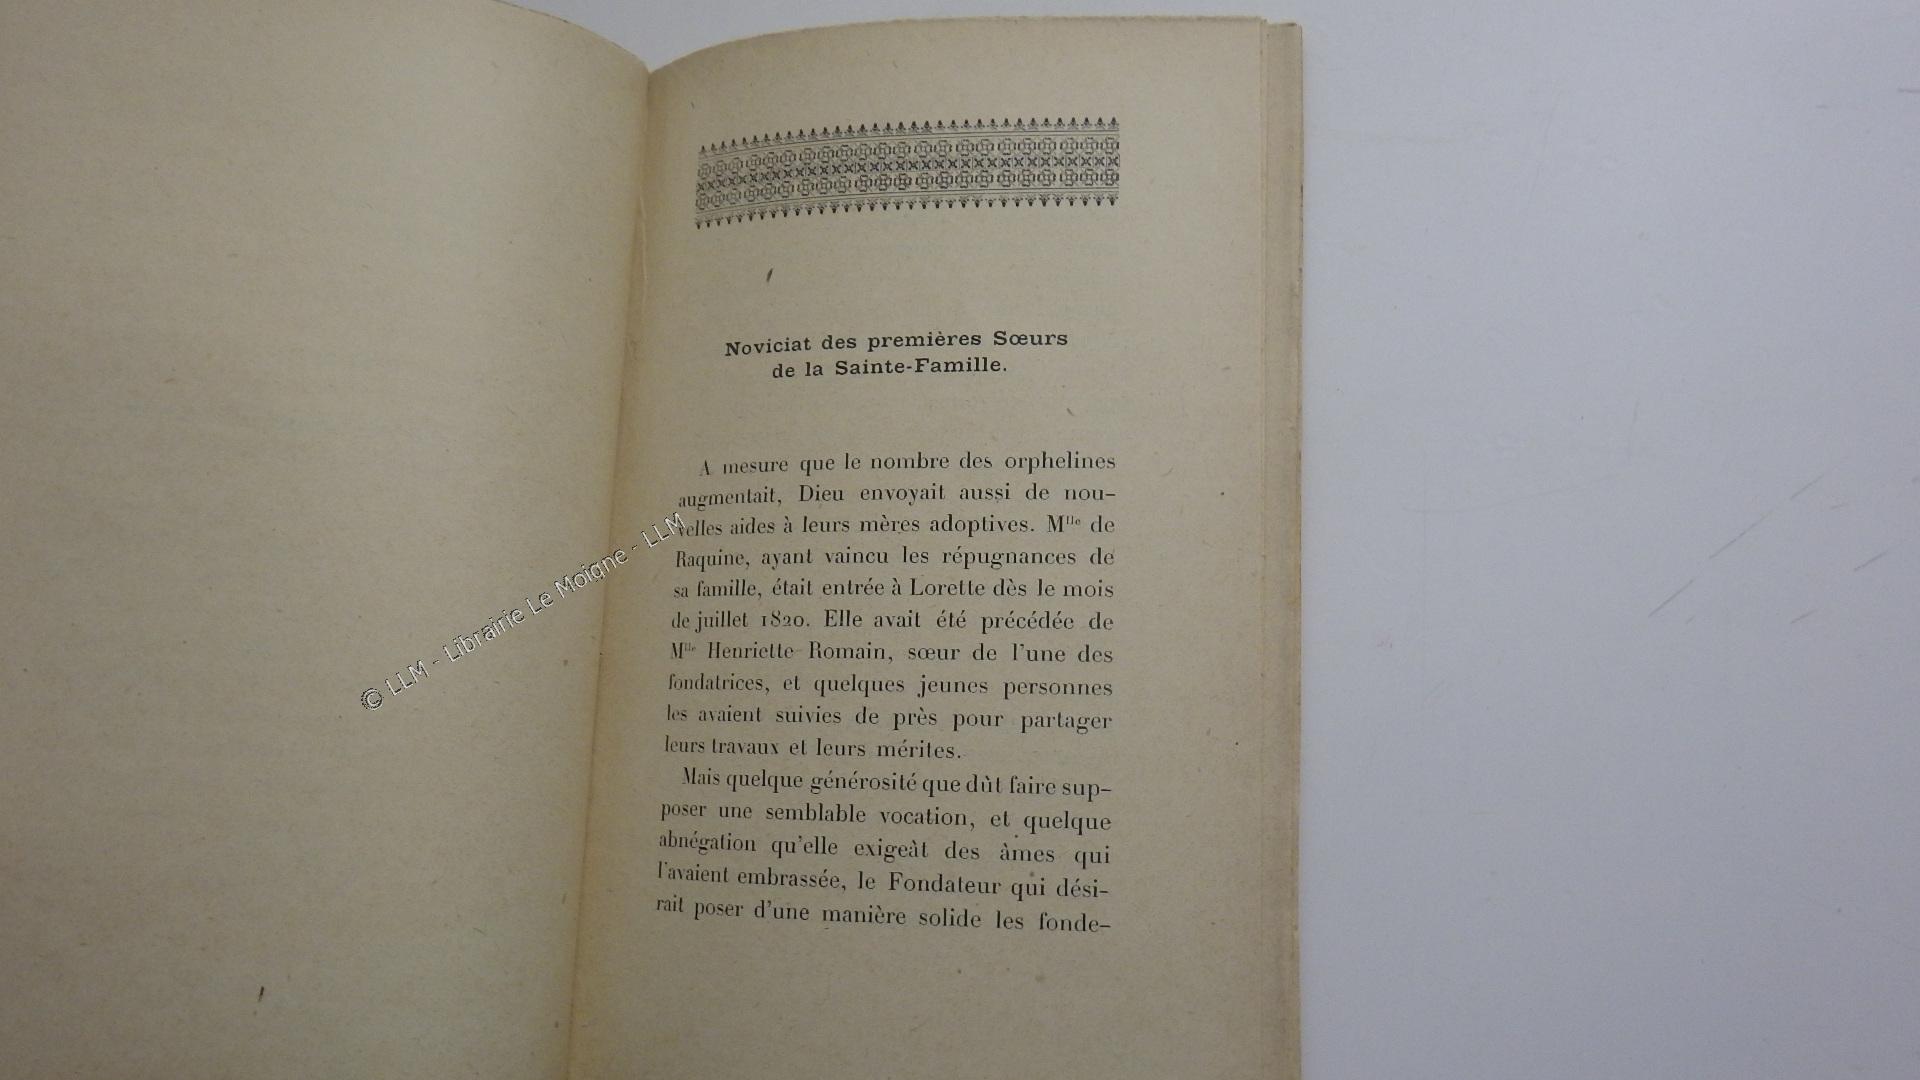 Noviciat des premières Sœurs
de la Sainte-Famille.
A mesure que le nombre des orphelines
augmentait, Dieu envoyait aussi de nou-
velles aides à leurs mères adoptives. Mlle de
Raquine, ayant vaincu les répugnances de
sa famille, était entrée à Lorette dès le mois
de juillet 1820. Elle avait été précédée de
Mlle Henriette Romain, sœur de l'une des
fondatrices, et quelques jeunes personnes
les avaient suivies de près pour partager
leurs travaux et leurs mérites.
Mais quelque générosité que dût faire sup-
poser une semblable vocation, et quelque
abnégation qu'elle exigeât des âmes qui
l'avaient embrassée, le Fondateur qui dési-
rait poser d'une manière solide les fonde-
© LLM - Librairie Le Moigne - LLM